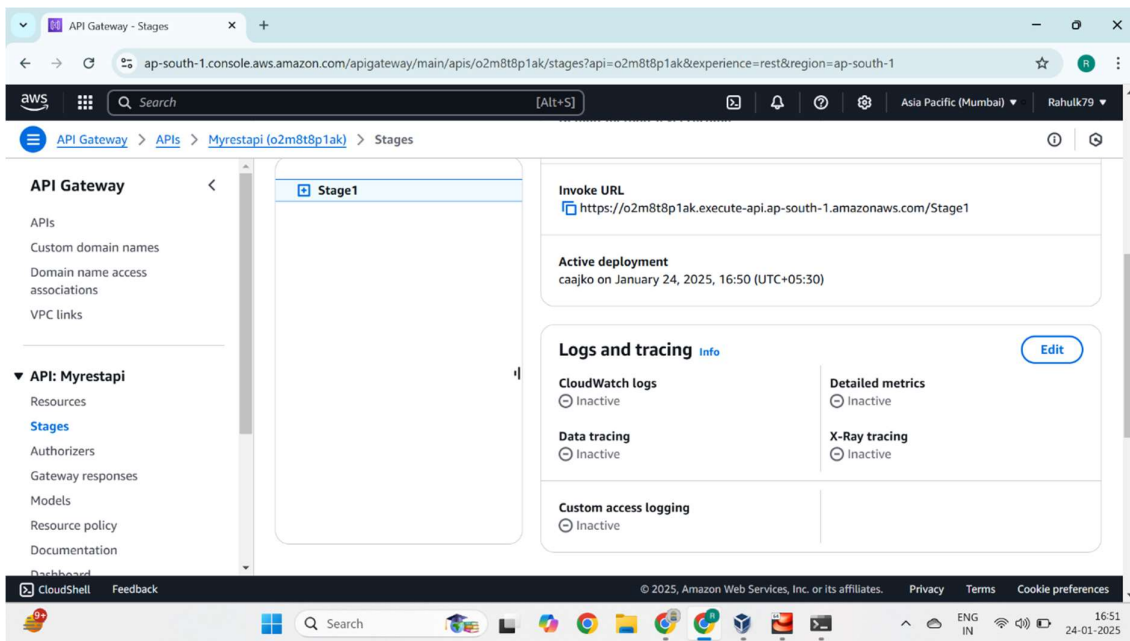 API Gateway - Stages
ap-south-1.console.aws.amazon.com/apigateway/main/apis/o2m8t8p1ak/stages?api=o2m8t8p1ak&experience=rest&region=ap-south-1
aws
Search
[Alt+S]
Asia Pacific (Mumbai)
Rahulk79
API Gateway > APIs > Myrestapi (o2m8t8p1ak) > Stages
API Gateway
APIs
Custom domain names
Domain name access
associations
VPC links
API: Myrestapi
Resources
Stages
Authorizers
Gateway responses
Models
Resource policy
Documentation
Dashboard
Stage1
Invoke URL
https://o2m8t8p1ak.execute-api.ap-south-1.amazonaws.com/Stage1
Active deployment
caajko on January 24, 2025, 16:50 (UTC+05:30)
Logs and tracing Info
Edit
CloudWatch logs
Inactive
Detailed metrics
Inactive
Data tracing
Inactive
X-Ray tracing
Inactive
Custom access logging
Inactive
CloudShell Feedback
© 2025, Amazon Web Services, Inc. or its affiliates. Privacy Terms Cookie preferences
9+
Search
ENG
IN
16:51
24-01-2025